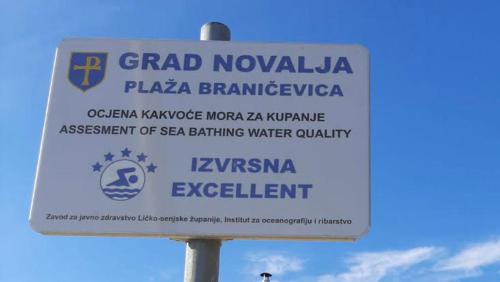 GRAD NOVALJA
PLAŽA BRANIČEVICA
OCJENA KAKVOĆE MORA ZA KUPANJE
ASSESMENT OF SEA BATHING WATER QUALITY
IZVRSNA
EXCELLENT
Zavod za javno zdravstvo Ličko-senjske županije, Institut za oceanografiju i ribarstvo